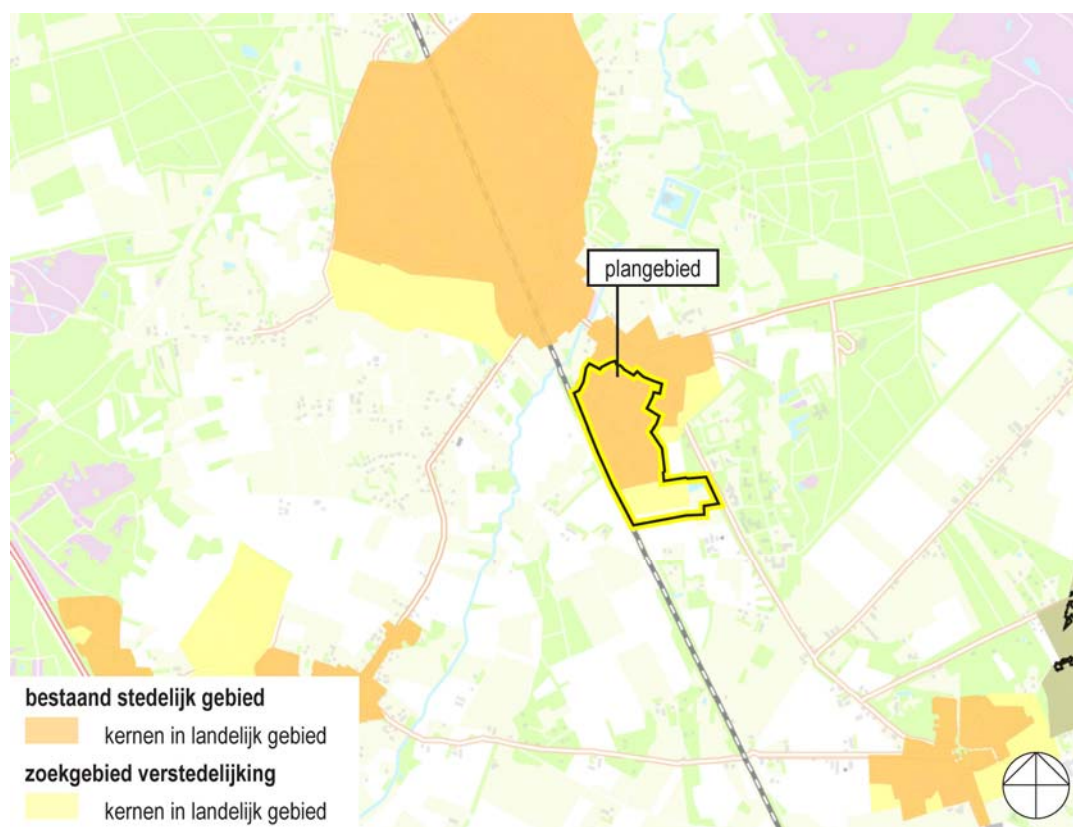 plangebied
bestaand stedelijk gebied
kernen in landelijk gebied
zoekgebied verstedelijking
kernen in landelijk gebied